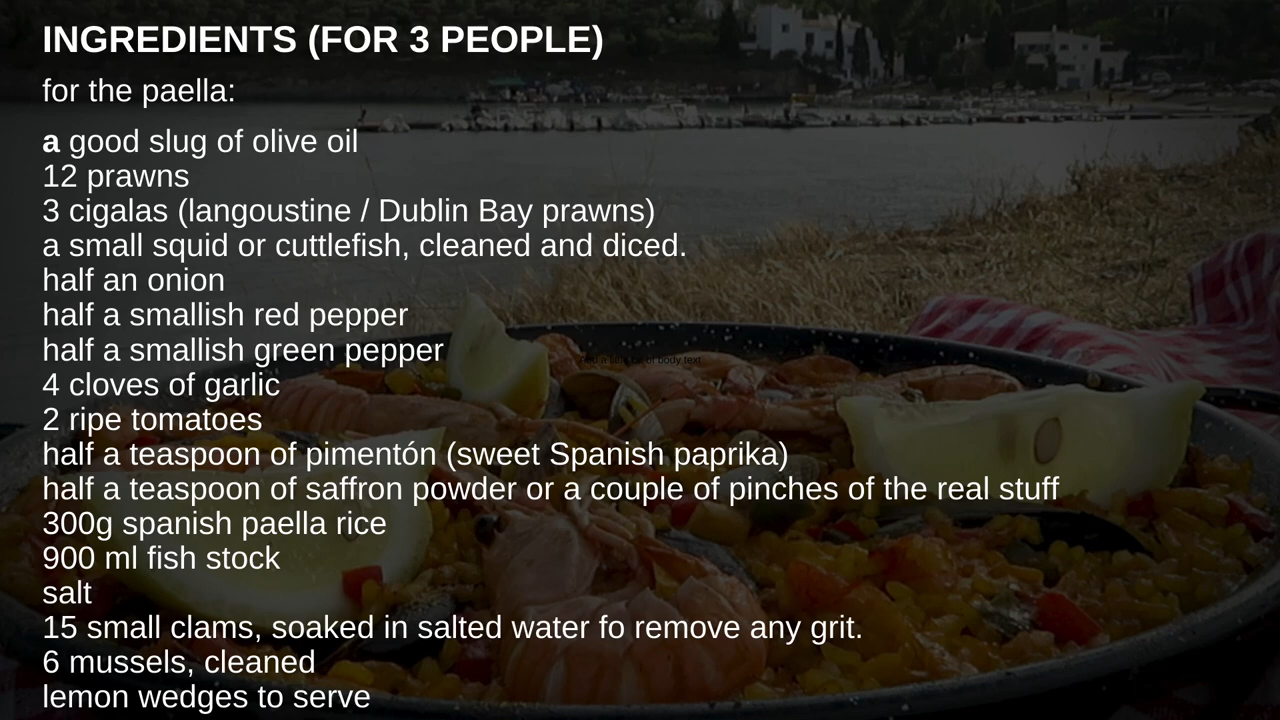 INGREDIENTS (FOR 3 PEOPLE)
for the paella:
a good slug of olive oil
12 prawns
3 cigalas (langoustine / Dublin Bay prawns)
a small squid or cuttlefish, cleaned and diced.
half an onion
half a smallish red pepper
half a smallish green pepper
4 cloves of garlic
2 ripe tomatoes
half a teaspoon of pimentón (sweet Spanish paprika)
half a teaspoon of saffron powder or a couple of pinches of the real stuff
300g spanish paella rice
900 ml fish stock
salt
15 small clams, soaked in salted water fo remove any grit.
6 mussels, cleaned
lemon wedges to serve
body text